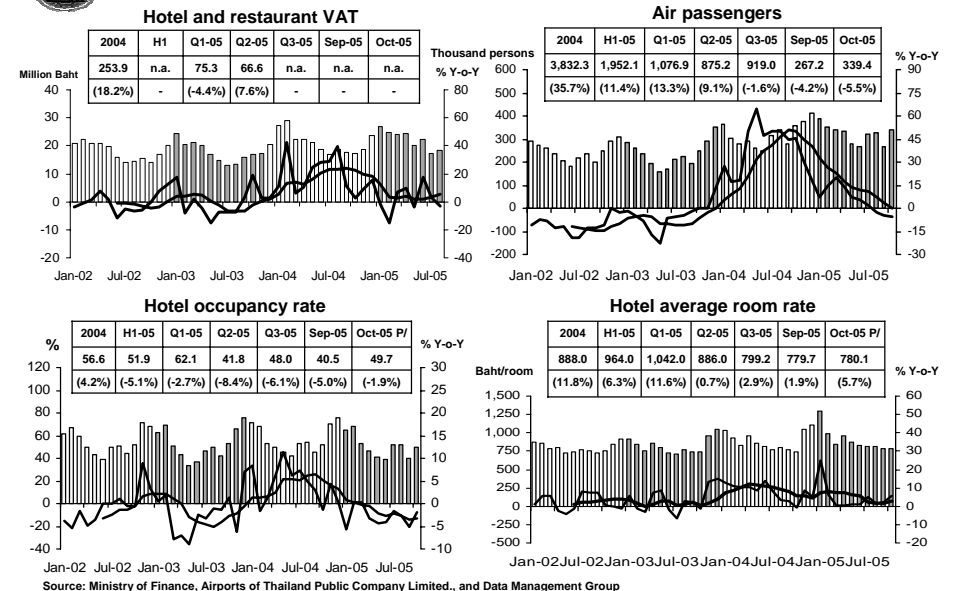 Hotel and restaurant VAT
2004 H1 Q1-05 Q2-05 Q3-05 Sep-05 Oct-05
253.9 n.a. 75.3 66.6 n.a. n.a. n.a.
(18.2%) - (-4.4%) (7.6%) - - -
Million Baht
% Y-o-Y
40
30
20
10
0
-10
-20
80
60
40
20
0
-20
-40
Jan-02 Jul-02 Jan-03 Jul-03 Jan-04 Jul-04 Jan-05 Jul-05
Air passengers
2004 H1-05 Q1-05 Q2-05 Q3-05 Sep-05 Oct-05
3,832.3 1,952.1 1,076.9 875.2 919.0 267.2 339.4
(35.7%) (11.4%) (13.3%) (9.1%) (-1.6%) (-4.2%) (-5.5%)
Thousand persons
% Y-o-Y
600
500
400
300
200
100
0
-100
-200
90
75
60
45
30
15
0
-15
-30
Jan-02 Jul-02 Jan-03 Jul-03 Jan-04 Jul-04 Jan-05 Jul-05
Hotel occupancy rate
2004 H1-05 Q1-05 Q2-05 Q3-05 Sep-05 Oct-05 P/
56.6 51.9 62.1 41.8 48.0 40.5 49.7
(4.2%) (-5.1%) (-2.7%) (-8.4%) (-6.1%) (-5.0%) (-1.9%)
%
% Y-o-Y
120
100
80
60
40
20
0
-20
-40
30
25
20
15
10
5
0
-5
-10
Jan-02 Jul-02 Jan-03 Jul-03 Jan-04 Jul-04 Jan-05 Jul-05
Hotel average room rate
2004 H1-05 Q1-05 Q2-05 Q3-05 Sep-05 Oct-05 P/
888.0 964.0 1,042.0 886.0 799.2 779.7 780.1
(11.8%) (6.3%) (11.6%) (0.7%) (2.9%) (1.9%) (5.7%)
Baht/room
% Y-o-Y
1,500
1,250
1,000
750
500
250
0
-250
-500
60
50
40
30
20
10
0
-10
-20
Jan-02 Jul-02 Jan-03 Jul-03 Jan-04 Jul-04 Jan-05 Jul-05
Source: Ministry of Finance, Airports of Thailand Public Company Limited., and Data Management Group